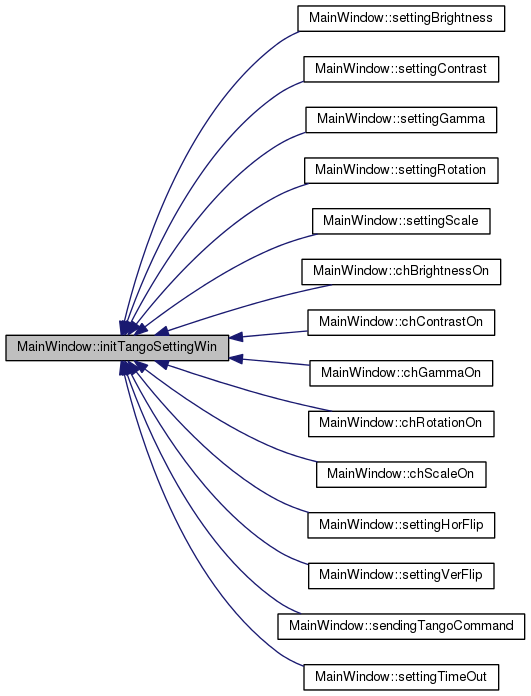 MainWindow::settingBrightness
MainWindow::settingContrast
MainWindow::settingGamma
MainWindow::settingRotation
MainWindow::settingScale
MainWindow::chBrightnessOn
MainWindow::chContrastOn
MainWindow::initTangoSettingWin
MainWindow::chGammaOn
MainWindow::chRotationOn
MainWindow::chScaleOn
MainWindow::settingHorFlip
MainWindow::settingVerFlip
MainWindow::sendingTangoCommand
MainWindow::settingTimeOut